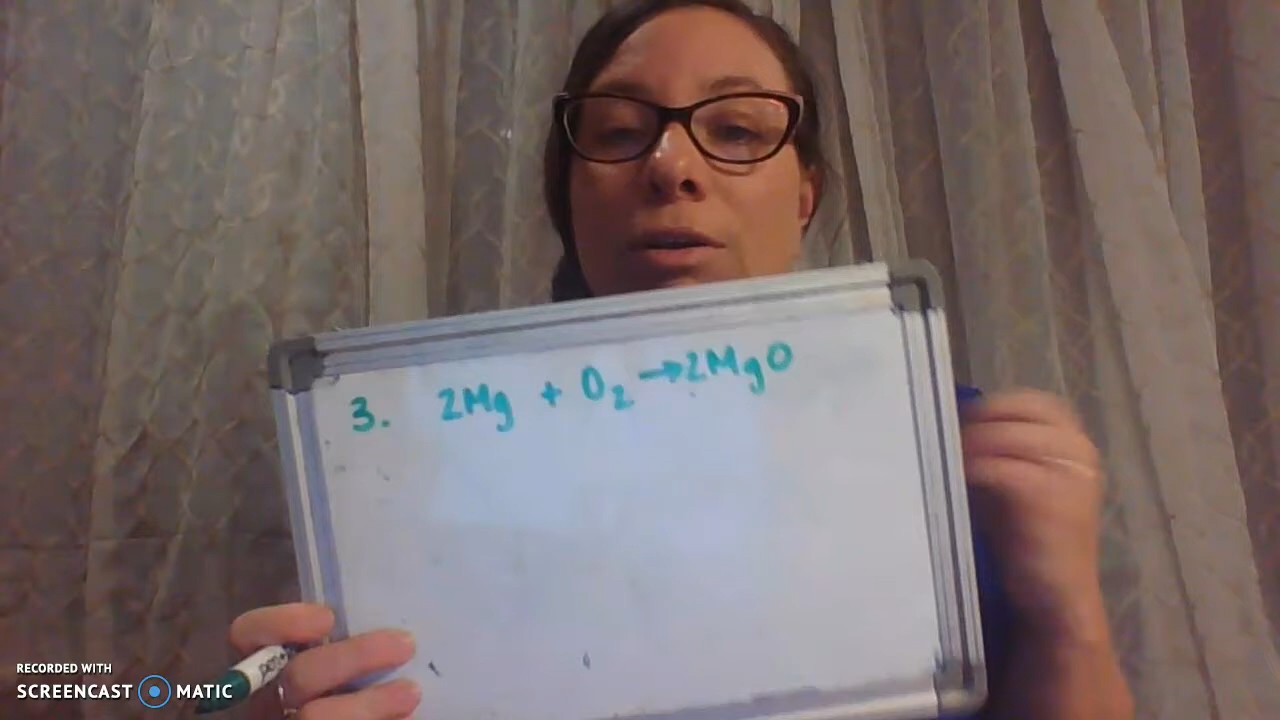 3. 2Mg + O₂ →2MgO
RECORDED WITH
SCREENCAST O MATIC